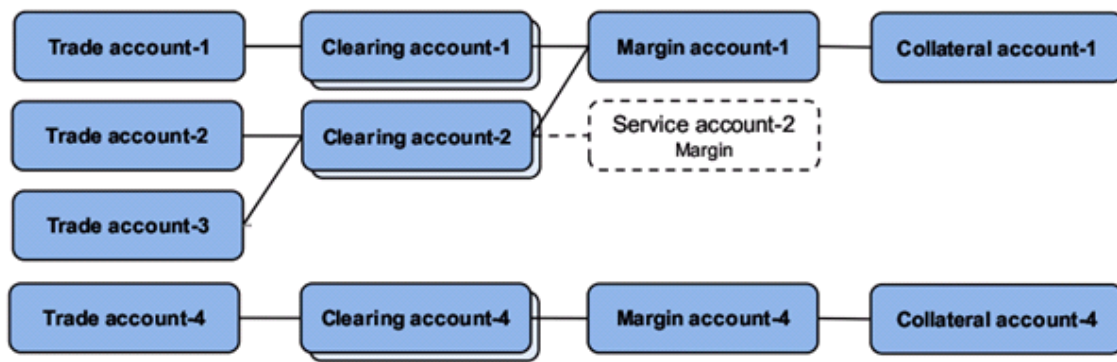 Trade account-1
Clearing account-1
Margin account-1
Collateral account-1
Trade account-2
Clearing account-2
Service account-2
Margin
Trade account-3
Trade account-4
Clearing account-4
Margin account-4
Collateral account-4